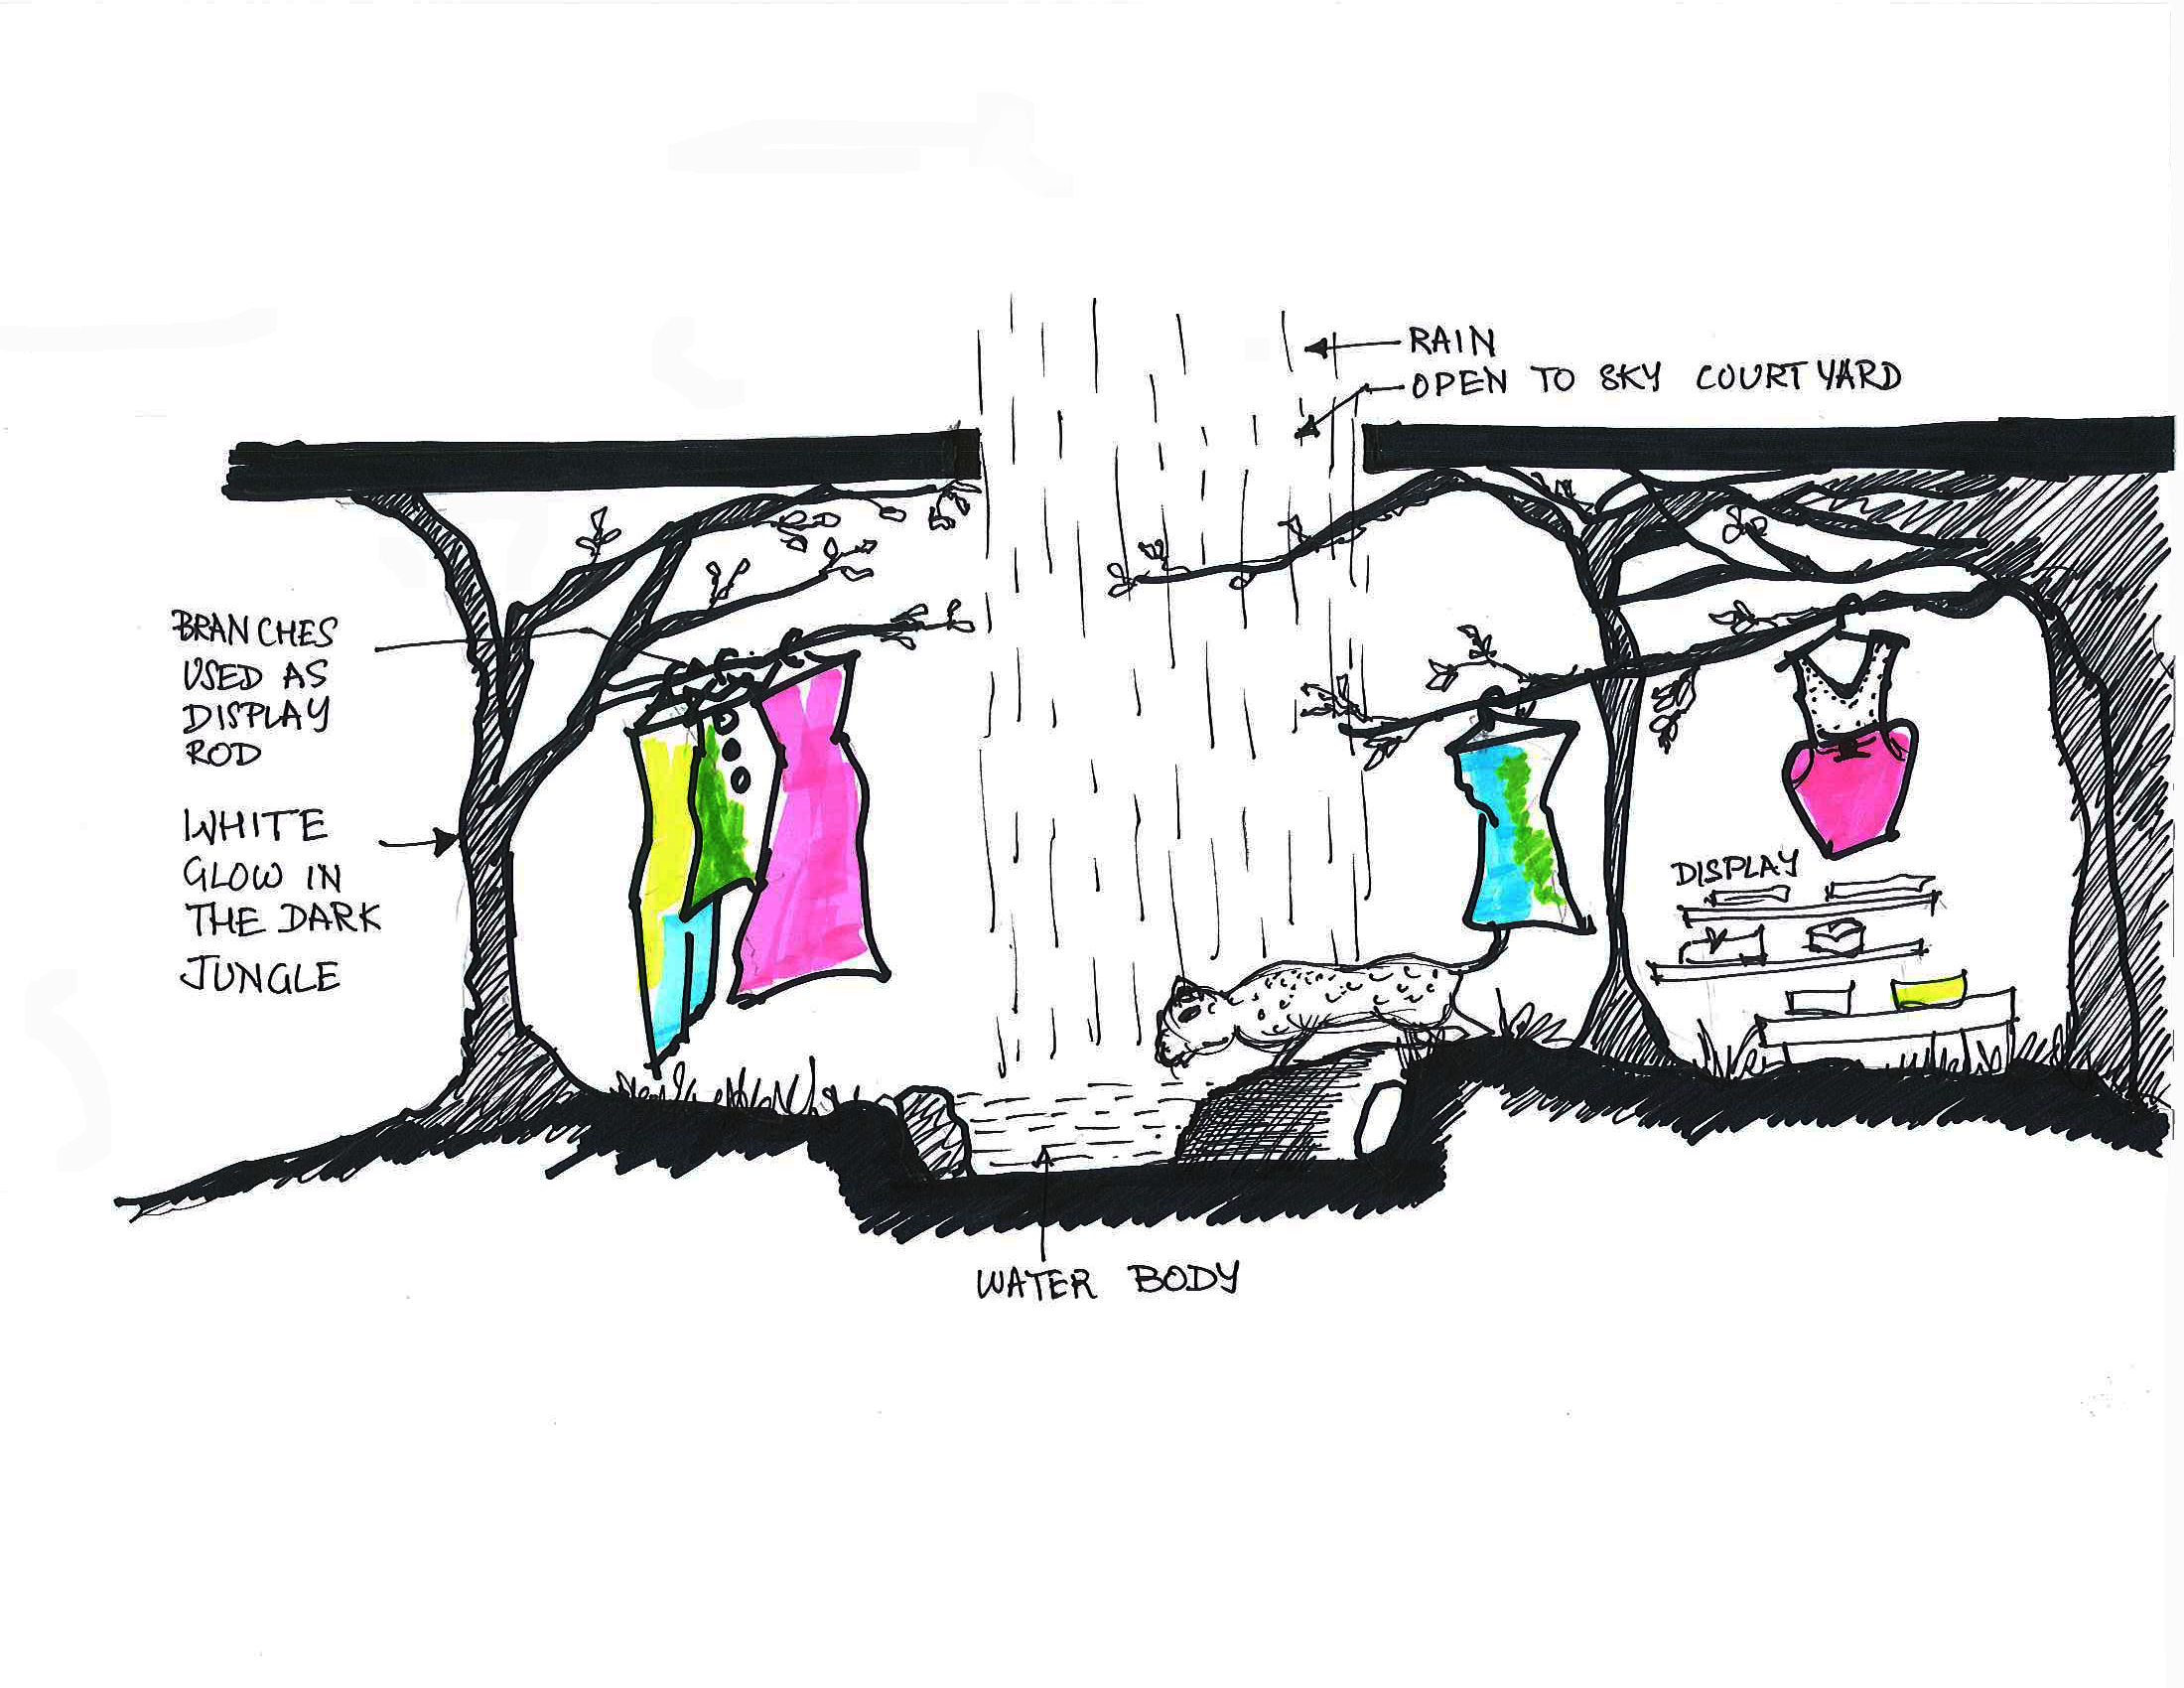 RAIN
OPEN TO SKY COURTYARD
BRANCHES
USED AS
DISPLAY
ROD
WHITE
GLOW IN
THE DARK
JUNGLE
DISPLAY
WATER BODY